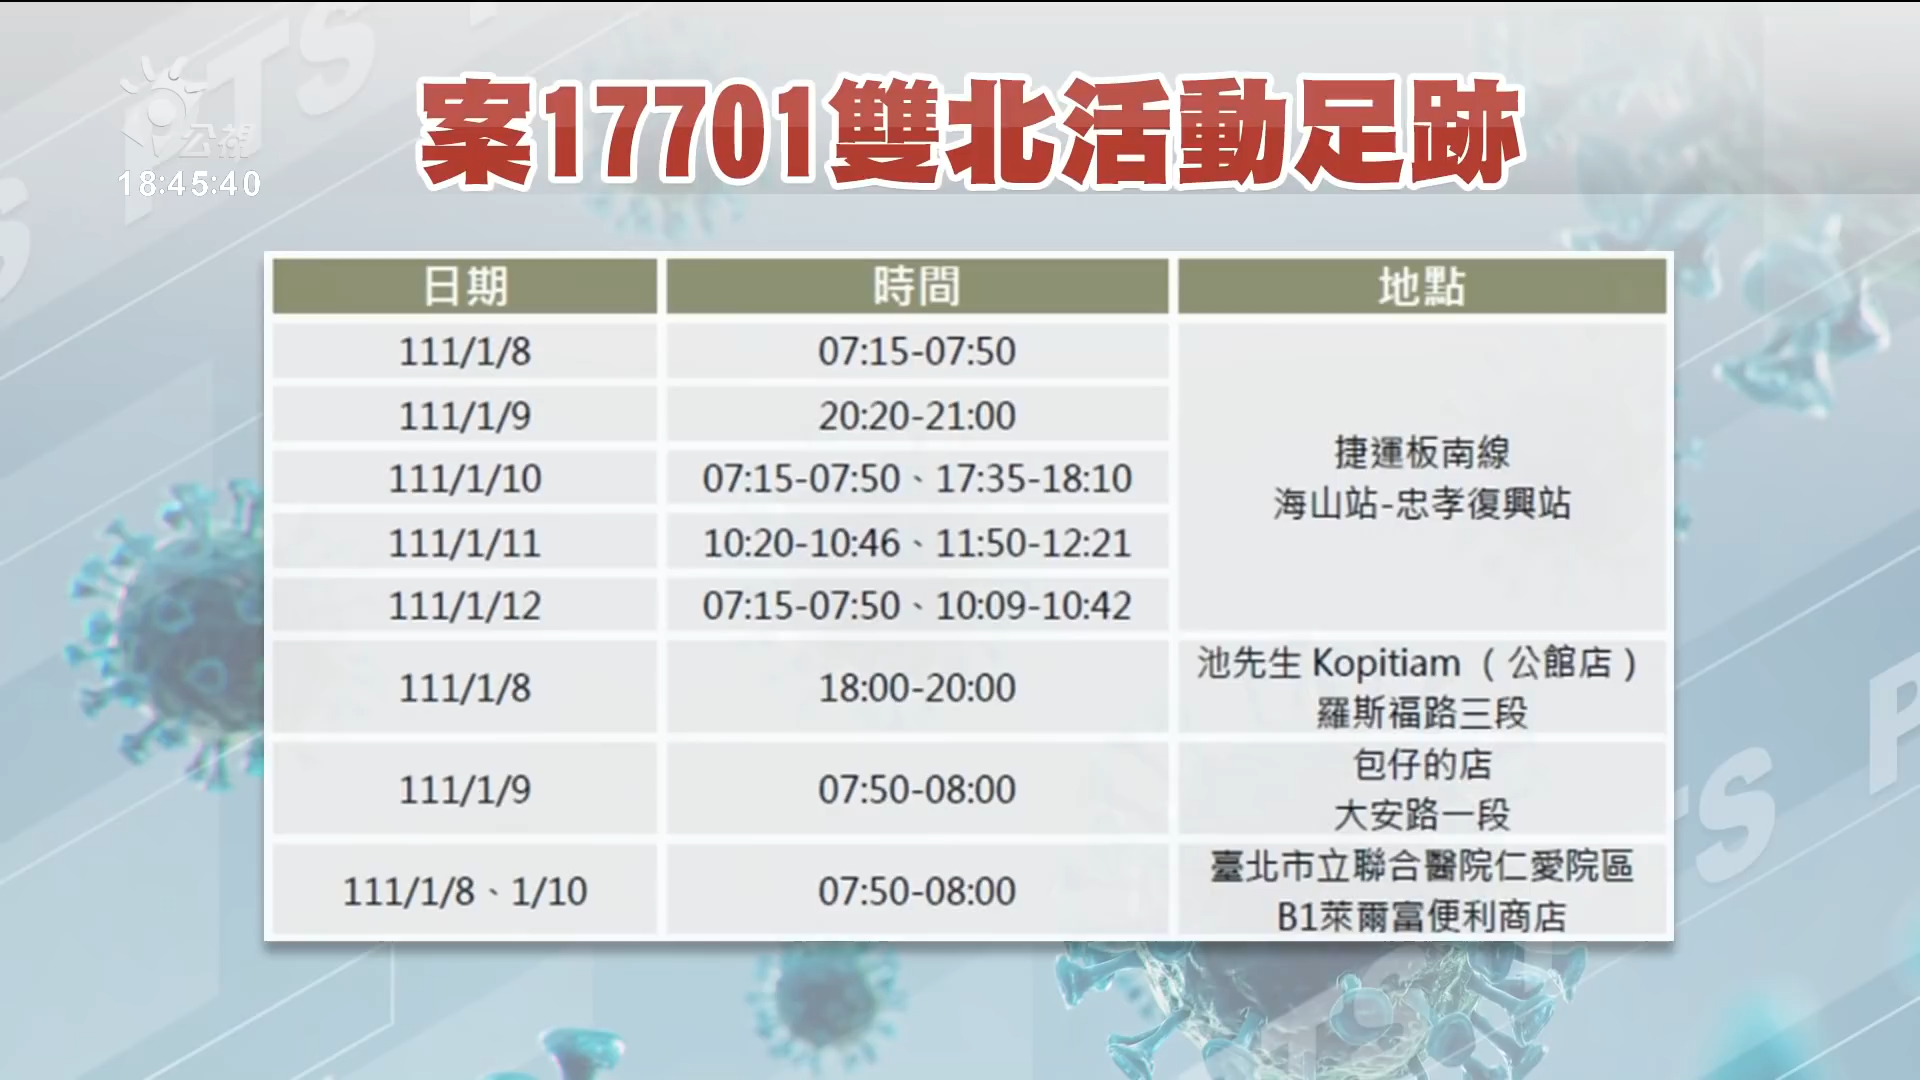 公視
18:45:40
案17701雙北活動足跡
日期 時間 地點
111/1/8 07:15-07:50
111/1/9 20:20-21:00
111/1/10 07:15-07:50、17:35-18:10
111/1/11 10:20-10:46、11:50-12:21
111/1/12 07:15-07:50、10:09-10:42
捷運板南線
海山站-忠孝復興站
111/1/8 18:00-20:00
池先生 Kopitiam（公館店）
羅斯福路三段
111/1/9 07:50-08:00
包仔的店
大安路一段
111/1/8、1/10 07:50-08:00
臺北市立聯合醫院仁愛院區
B1萊爾富便利商店
PTS